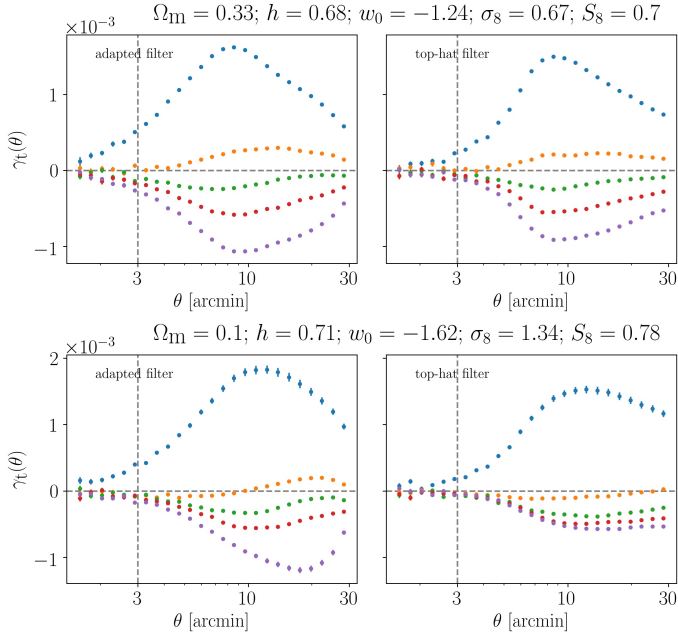 Ωm = 0.33; h = 0.68; w0 = −1.24; σ8 = 0.67; S8 = 0.7
×10−3
adapted filter
top-hat filter
γt(θ)
1
0
−1
3 10 30
3 10 30
θ [arcmin]
θ [arcmin]
Ωm = 0.1; h = 0.71; w0 = −1.62; σ8 = 1.34; S8 = 0.78
×10−3
adapted filter
top-hat filter
γt(θ)
2
1
0
−1
3 10 30
3 10 30
θ [arcmin]
θ [arcmin]